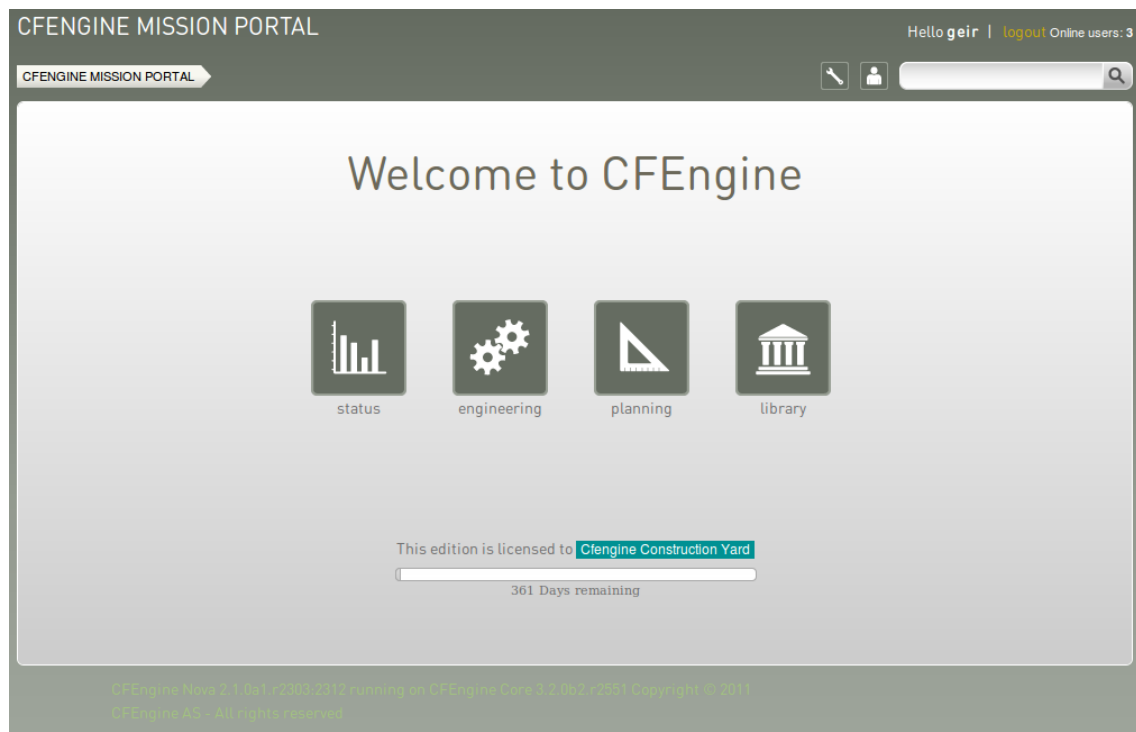 CFENGINE MISSION PORTAL
Hello geir | logout Online users: 3
CFENGINE MISSION PORTAL
Welcome to CFEngine
status engineering planning library
This edition is licensed to Cfengine Construction Yard
361 Days remaining
CFEngine Nova 2.1.0a1.r2303:2312 running on CFEngine Core 3.2.0b2.r2551 Copyright © 2011
CFEngine AS - All rights reserved